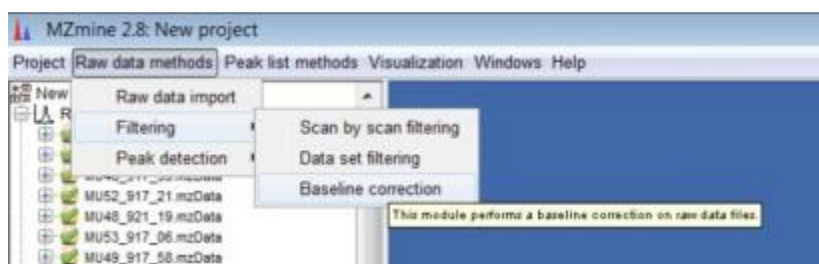 MZmine 2.8: New project
Project Raw data methods Peak list methods Visualization Windows Help
New
Raw data import
R
Filtering
Scan by scan filtering
Peak detection
Data set filtering
Baseline correction
MU52_917_21.mzData
This module performs a baseline correction on raw data files.
MU48_921_19.mzData
MU53_917_06.mzData
MU49_917_58.mzData